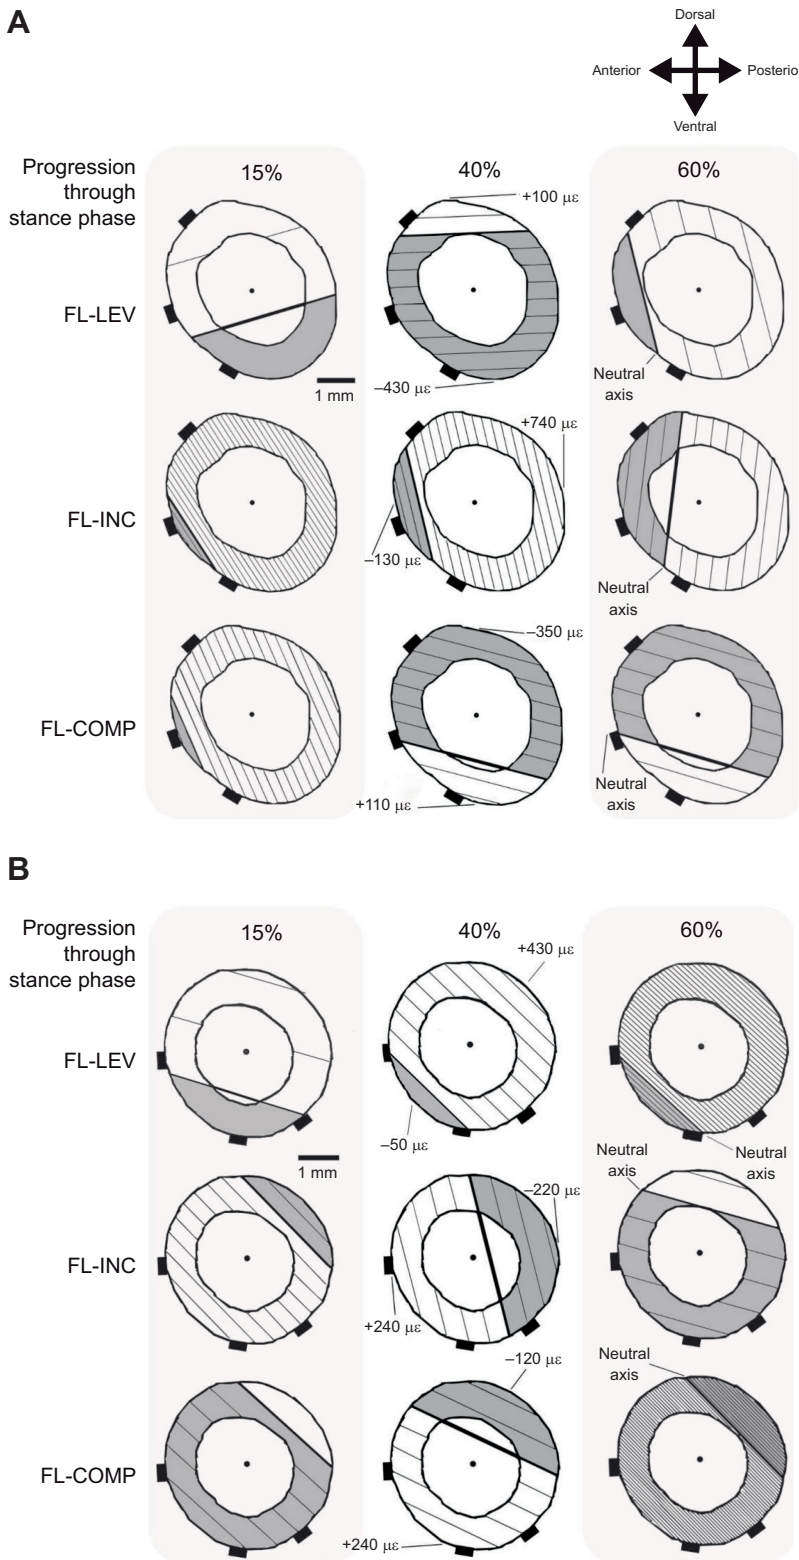 A
Dorsal
Anterior
Posterio
Ventral
Progression
through
stance phase
15%
40%
60%
+100 με
FL-LEV
Neutral
axis
–430 με
1 mm
+740 με
FL-INC
–130 με
Neutral
axis
–350 με
FL-COMP
Neutral
axis
+110 με
B
Progression
through
stance phase
15%
40%
60%
+430 με
FL-LEV
–50 με
Neutral
axis
1 mm
Neutral
axis
–220 με
FL-INC
+240 με
–120 με
Neutral
axis
FL-COMP
+240 με